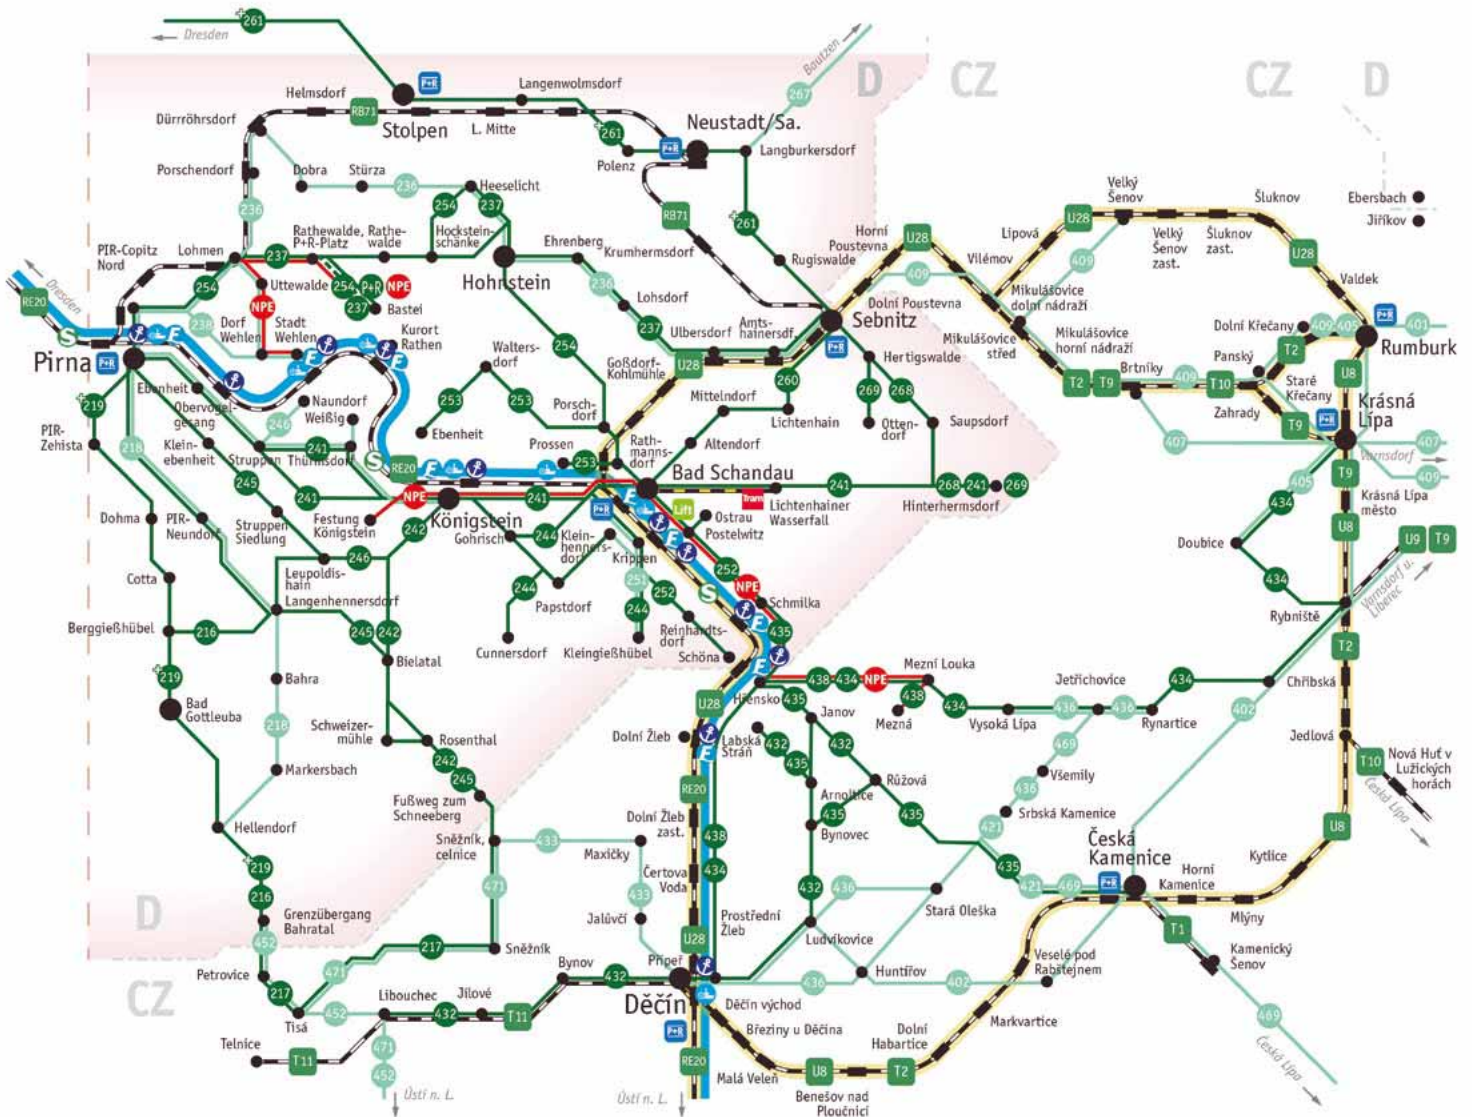 261
Dresden
P+R
Langenwolmsdorf
Bautzen
D
CZ
CZ
D
267
Helmsdorf
RB71
Stolpen
L. Mitte
Neustadt/Sa.
P+R
261
Dürrröhrsdorf
Polenz
Langburkersdorf
Porschendorf
Dobra
Stürza
236
Heeselicht
Velký
Šenov
Šluknov
Ebersbach
Jiříkov
236
254
237
RB71
261
U28
Lipová
Velký
Šenov
zast.
Šluknov
zast.
Rathewalde,
P+R-Platz
Rathe-
walde
Hockstein-
schänke
Ehrenberg
Krumhermsdorf
Horní
Poustevna
U28
Vilémov
409
U28
PIR-Copitz
Nord
Lohmen
237
Hohnstein
236
Rugiswalde
409
Valdek
Dresden
RE20
Uttewalde
254
P+R
NPE
237
Bastei
Lohsdorf
Mikulášovice
dolní nádraží
254
NPE
238
Dorf
Wehlen
Stadt
Wehlen
Kurort
Rathen
237
Ulbersdorf
Amts-
hainersdf.
Dolní Poustevna
Sebnitz
P+R
Dolní Křečany
409
405
P+R
401
Rumburk
S
Pirna
P+R
F
F
254
Walters-
dorf
Goßdorf-
Kohlmühle
U28
Hertigswalde
Mikulášovice
střed
Mikulášovice
horní nádraží
Panský
T2
Ebenheit
Obervogel-
gesang
Naundorf
Weißig
253
253
Porsch-
dorf
260
Mittelndorf
269
268
T2
T9
Brtníky
409
T10
Staré
Křečany
U8
219
PIR-
Zehista
246
Ebenheit
Lichtenhain
Otten-
dorf
Saupsdorf
Zahrady
T9
P+R
Krásná
Lípa
218
Klein-
ebenheit
Struppen
241
Thürmsdorf
S
RE20
F
Prossen
253
Rath-
manns-
dorf
Altendorf
407
407
Varnsdorf
409
245
241
NPE
241
Bad Schandau
241
268
241
269
405
T9
Festung
Königstein
Königstein
P+R
F
Lift
Tram
Lichtenhainer
Wasserfall
Hinterhermsdorf
434
Krásná Lípa
město
Dohma
PIR-
Neundorf
Struppen
Siedlung
242
Gohrisch
244
Klein-
henners-
dorf
Krippen
Ostrau
Postelwitz
F
U8
Doubice
U9
T9
Cotta
Leupoldis-
hain
246
251
252
252
NPE
434
Varnsdorf u.
Liberec
Langenhennersdorf
244
Papstdorf
244
S
Schmilka
F
435
Rybniště
Berggießhübel
216
245
242
Reinhardts-
dorf
Bielatal
Cunnersdorf
Kleingießhübel
Schöna
F
T2
219
Bahra
438
434
NPE
Mezní Louka
Jetřichovice
434
Chřibská
Bad
Gottleuba
218
U28
Hřensko
435
438
Mezná
434
436
436
402
Janov
Vysoká Lípa
Rynartice
Schweizer-
mühle
Rosenthal
Dolní Žleb
Labská
Stráň
F
432
432
469
Jedlová
T10
Nová Huť v
Lužických
horách
Markersbach
242
245
435
Všemily
Růžová
RE20
Arnoltice
436
Fußweg zum
Schneeberg
Srbská Kamenice
Česká Lípa
Hellendorf
Dolní Žleb
zast.
435
Bynovec
435
421
U8
Sněžník,
celnice
433
Maxičky
438
Česká
Kamenice
Kytlice
219
434
435
216
471
Čertova
Voda
432
436
421
469
P+R
Horní
Kamenice
433
Stará Oleška
Mlýny
D
Grenzübergang
Bahratal
Jalůvčí
Prostřední
Žleb
T1
452
217
Sněžník
U28
Ludvíkovice
Kamenický
Šenov
Petrovice
471
Bynov
432
Přípeř
Huntířov
Veselé pod
Rabštejnem
CZ
217
Děčín
436
402
Tisá
452
Libouchec
432
Jílové
T11
Děčín východ
Markvartice
469
P+R
Březiny u Děčína
Dolní
Habartice
Telnice
T11
471
452
RE20
Malá Veleň
U8
T2
Česká Lípa
Ústí n. L.
Ústí n. L.
Benešov nad
Ploučnicí